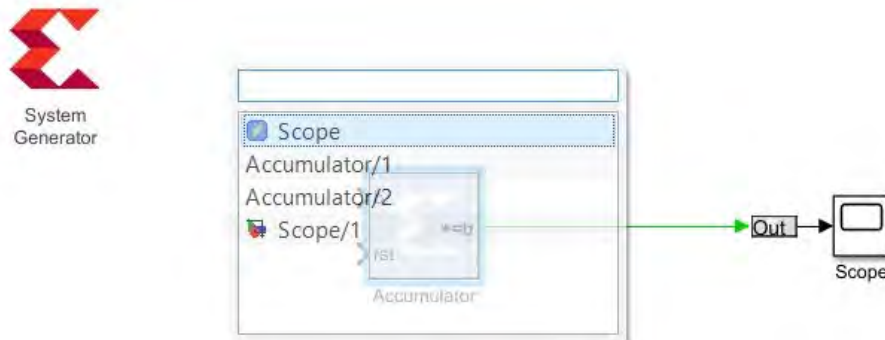 System
Generator
Scope
Accumulator/1
Accumulator/2
Scope/1
rst
Accumulator
Out
Scope